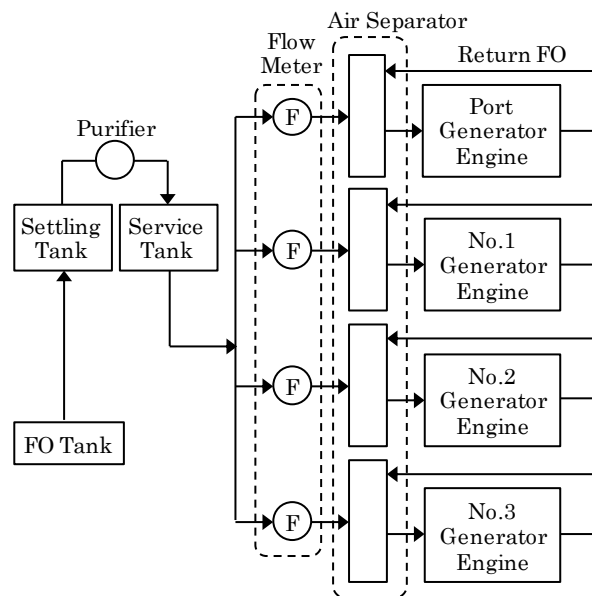 Air Separator
Flow
Meter
Return FO
Purifier
Settling
Tank
Service
Tank
FO Tank
F
Port
Generator
Engine
F
No.1
Generator
Engine
F
No.2
Generator
Engine
F
No.3
Generator
Engine